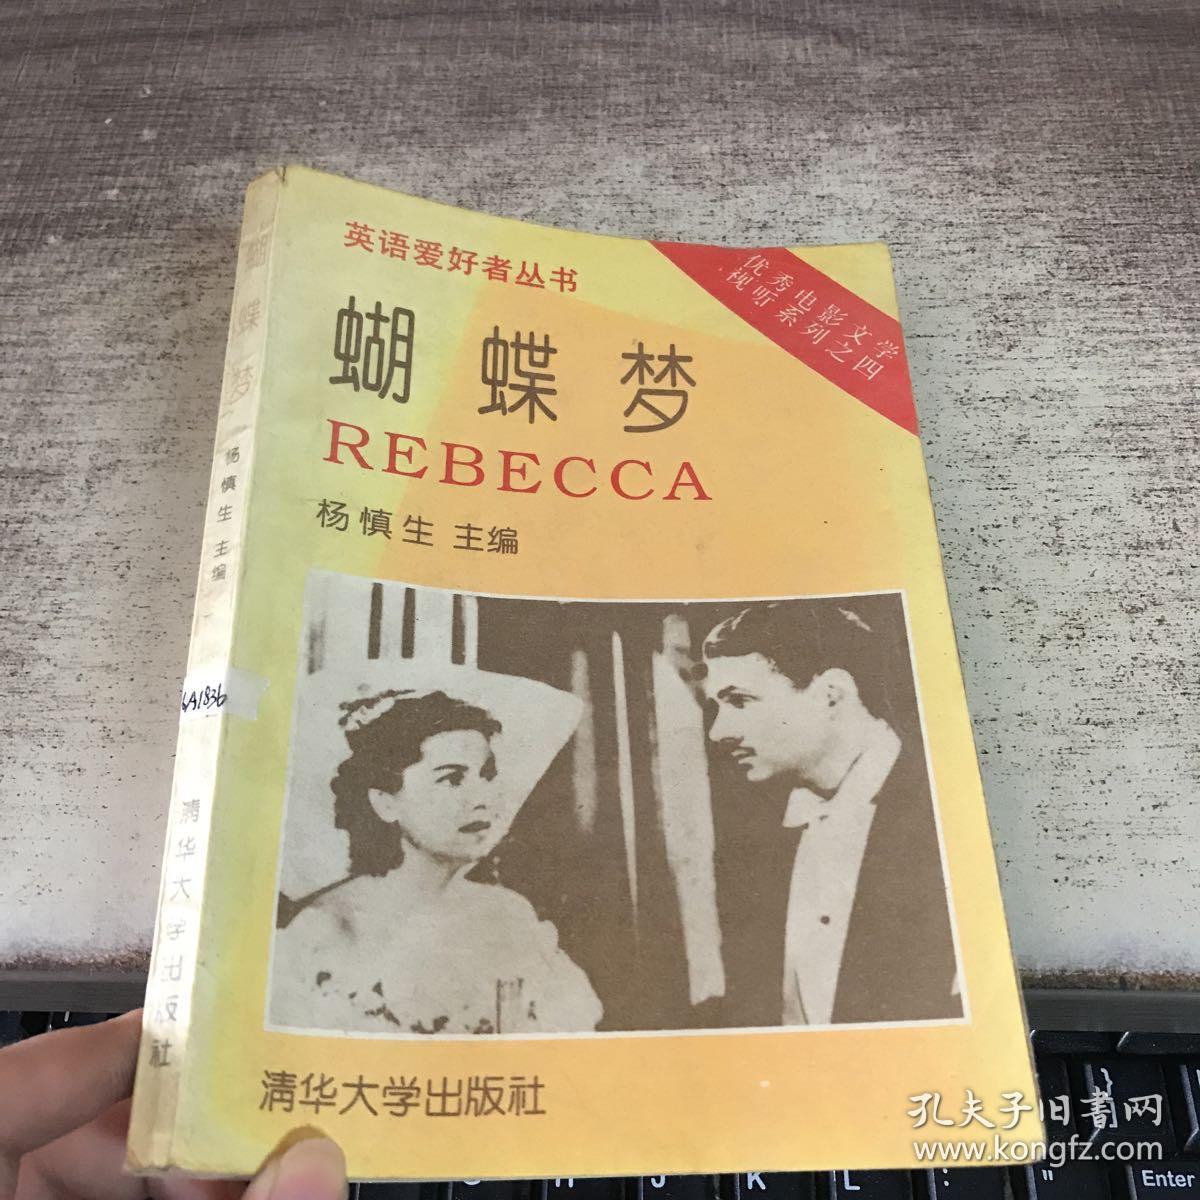 英语爱好者丛书
优秀电影文学
视听系列之四
蝴蝶梦
REBECCA
杨慎生 主编
清华大学出版社
蝴蝶梦
杨慎生 主编
A1836
清华大学出版社
孔夫子旧書网
www.kongfz.com
H
J
K
L
:
;
"
'
Enter